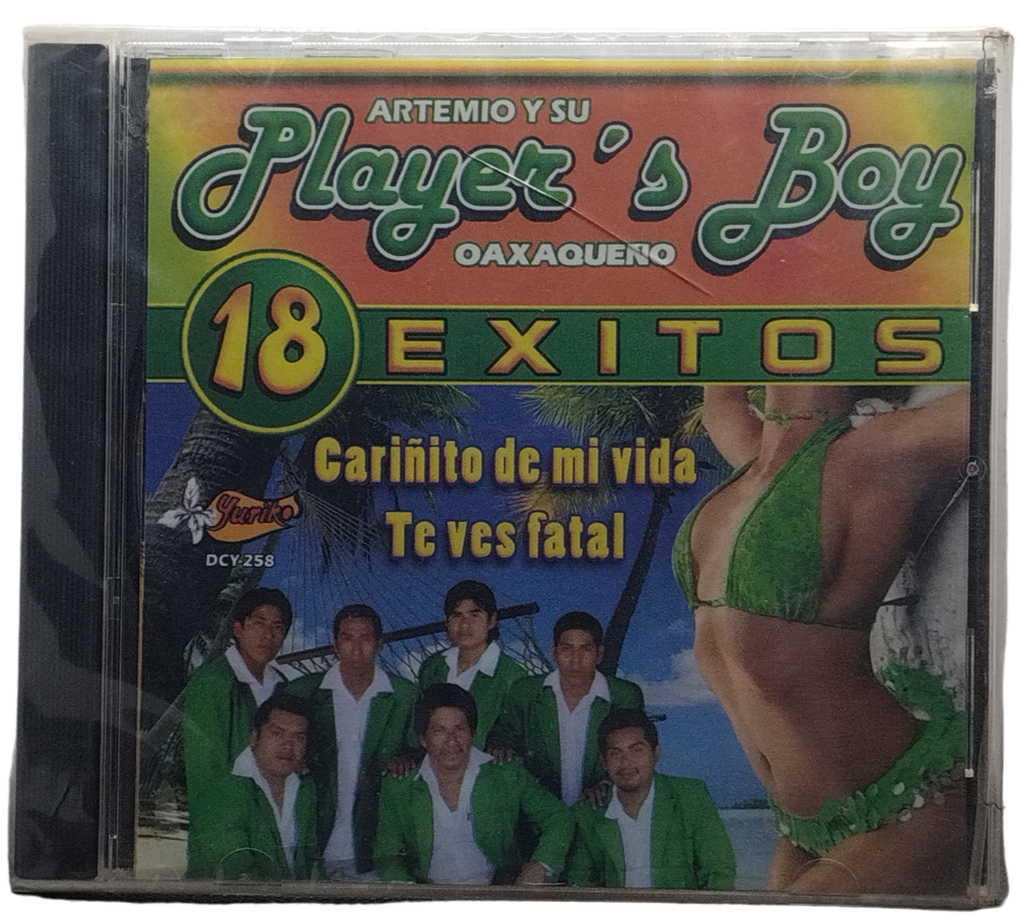 ARTEMIO Y SU
Player´s Boy
OAXAQUEÑO
18 EXITOS
Cariñito de mi vida
Te ves fatal
Yuriko
DCY-258